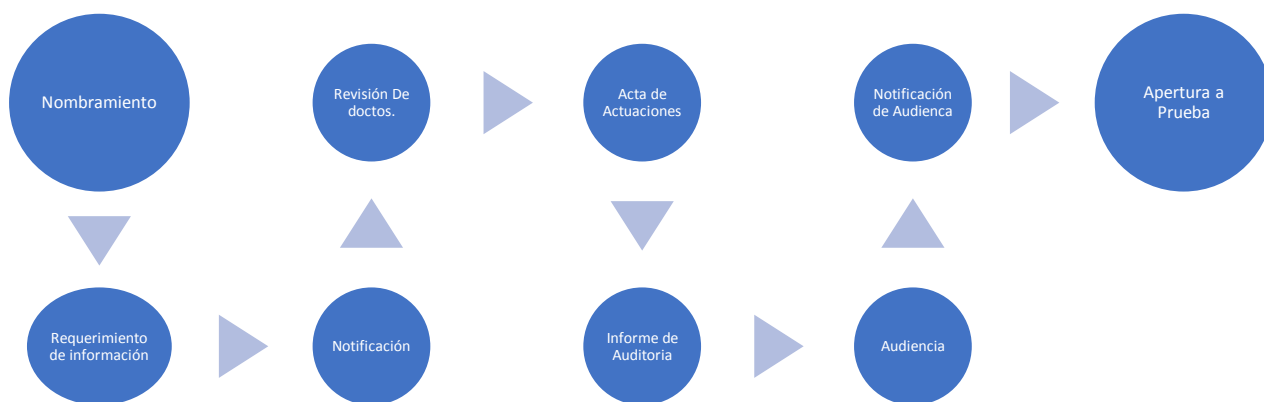 Nombramiento
Requerimiento
de información
Notificación
Revisión De
doctos.
Acta de
Actuaciones
Informe de
Auditoria
Audiencia
Notificación
de Audienca
Apertura a
Prueba